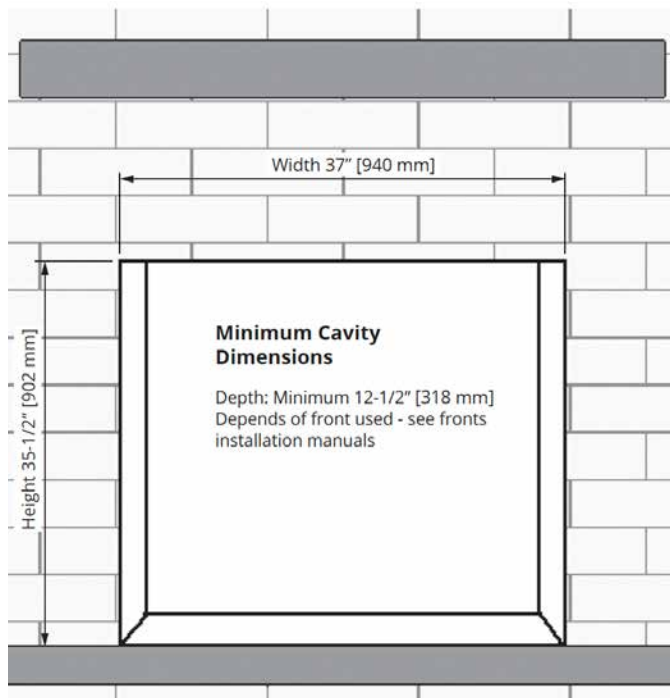 Width 37” [940 mm]
Height 35-1/2” [902 mm]
Minimum Cavity
Dimensions
Depth: Minimum 12-1/2” [318 mm]
Depends of front used - see fronts
installation manuals